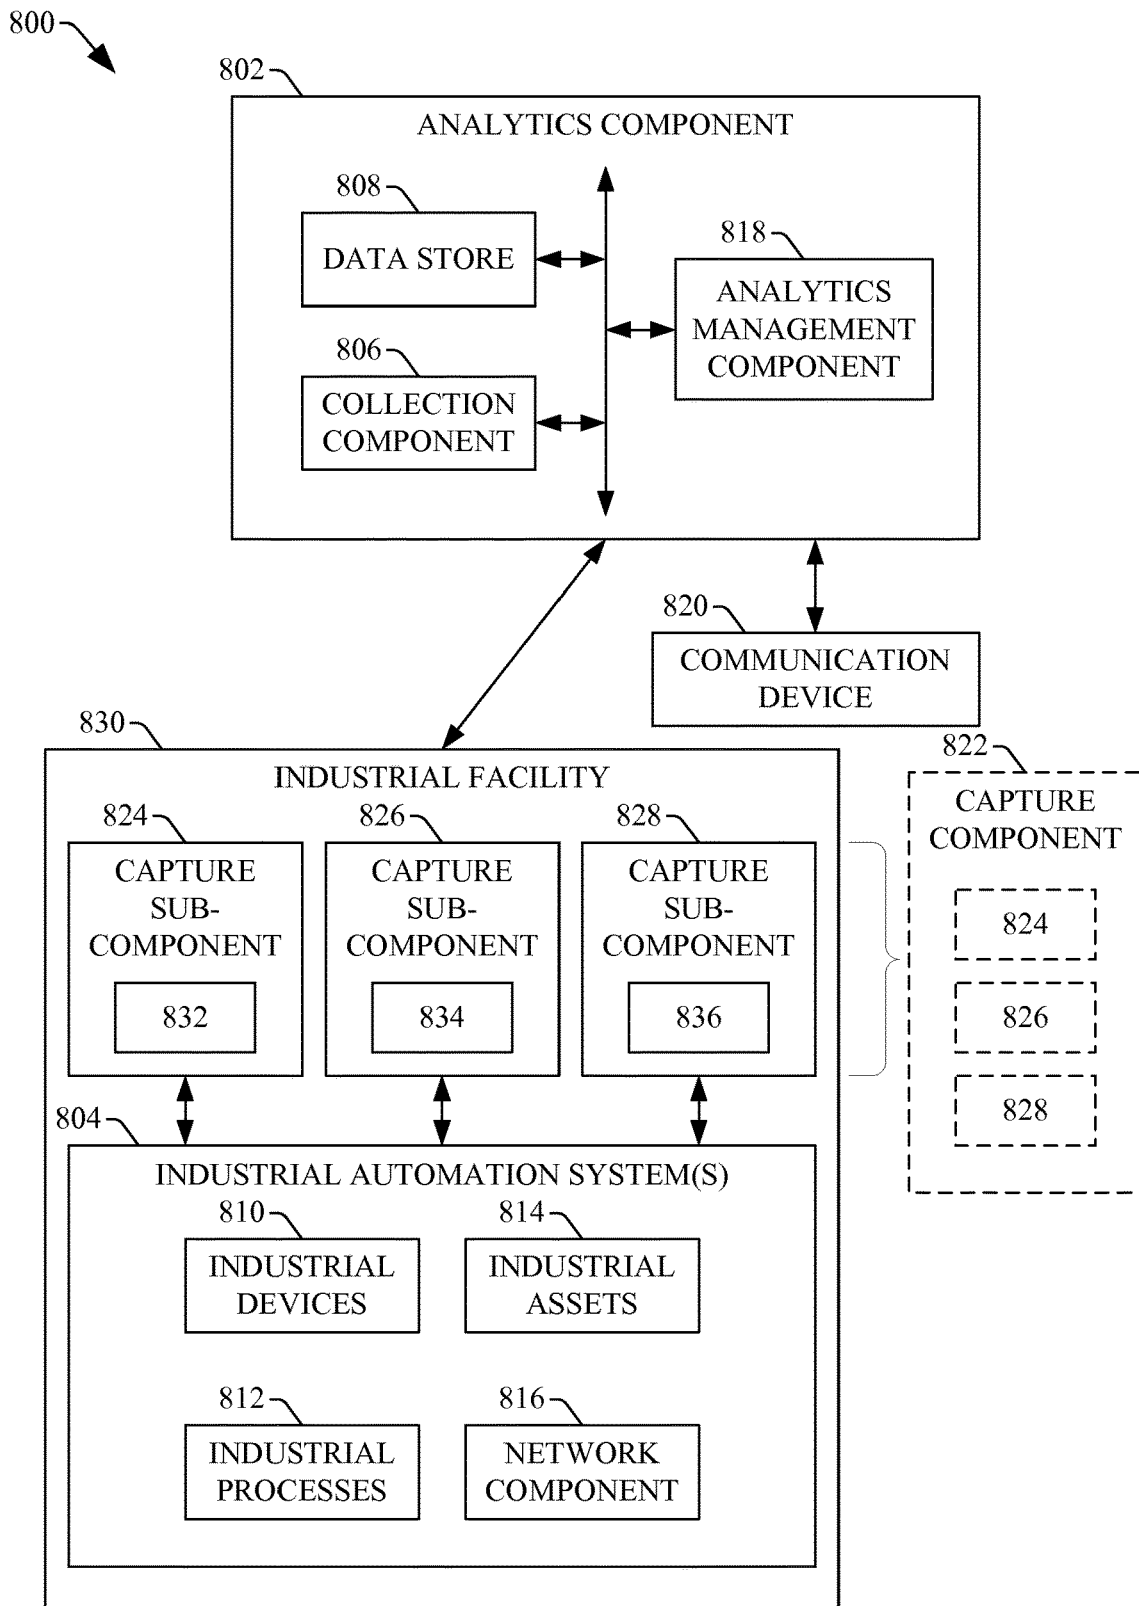 800
802
ANALYTICS COMPONENT
808
DATA STORE
818
ANALYTICS
MANAGEMENT
COMPONENT
806
COLLECTION
COMPONENT
820
COMMUNICATION
DEVICE
830
INDUSTRIAL FACILITY
822
CAPTURE
COMPONENT
824
826
828
824
CAPTURE
SUB-
COMPONENT
832
826
CAPTURE
SUB-
COMPONENT
834
828
CAPTURE
SUB-
COMPONENT
836
804
INDUSTRIAL AUTOMATION SYSTEM(S)
810
INDUSTRIAL
DEVICES
814
INDUSTRIAL
ASSETS
812
INDUSTRIAL
PROCESSES
816
NETWORK
COMPONENT